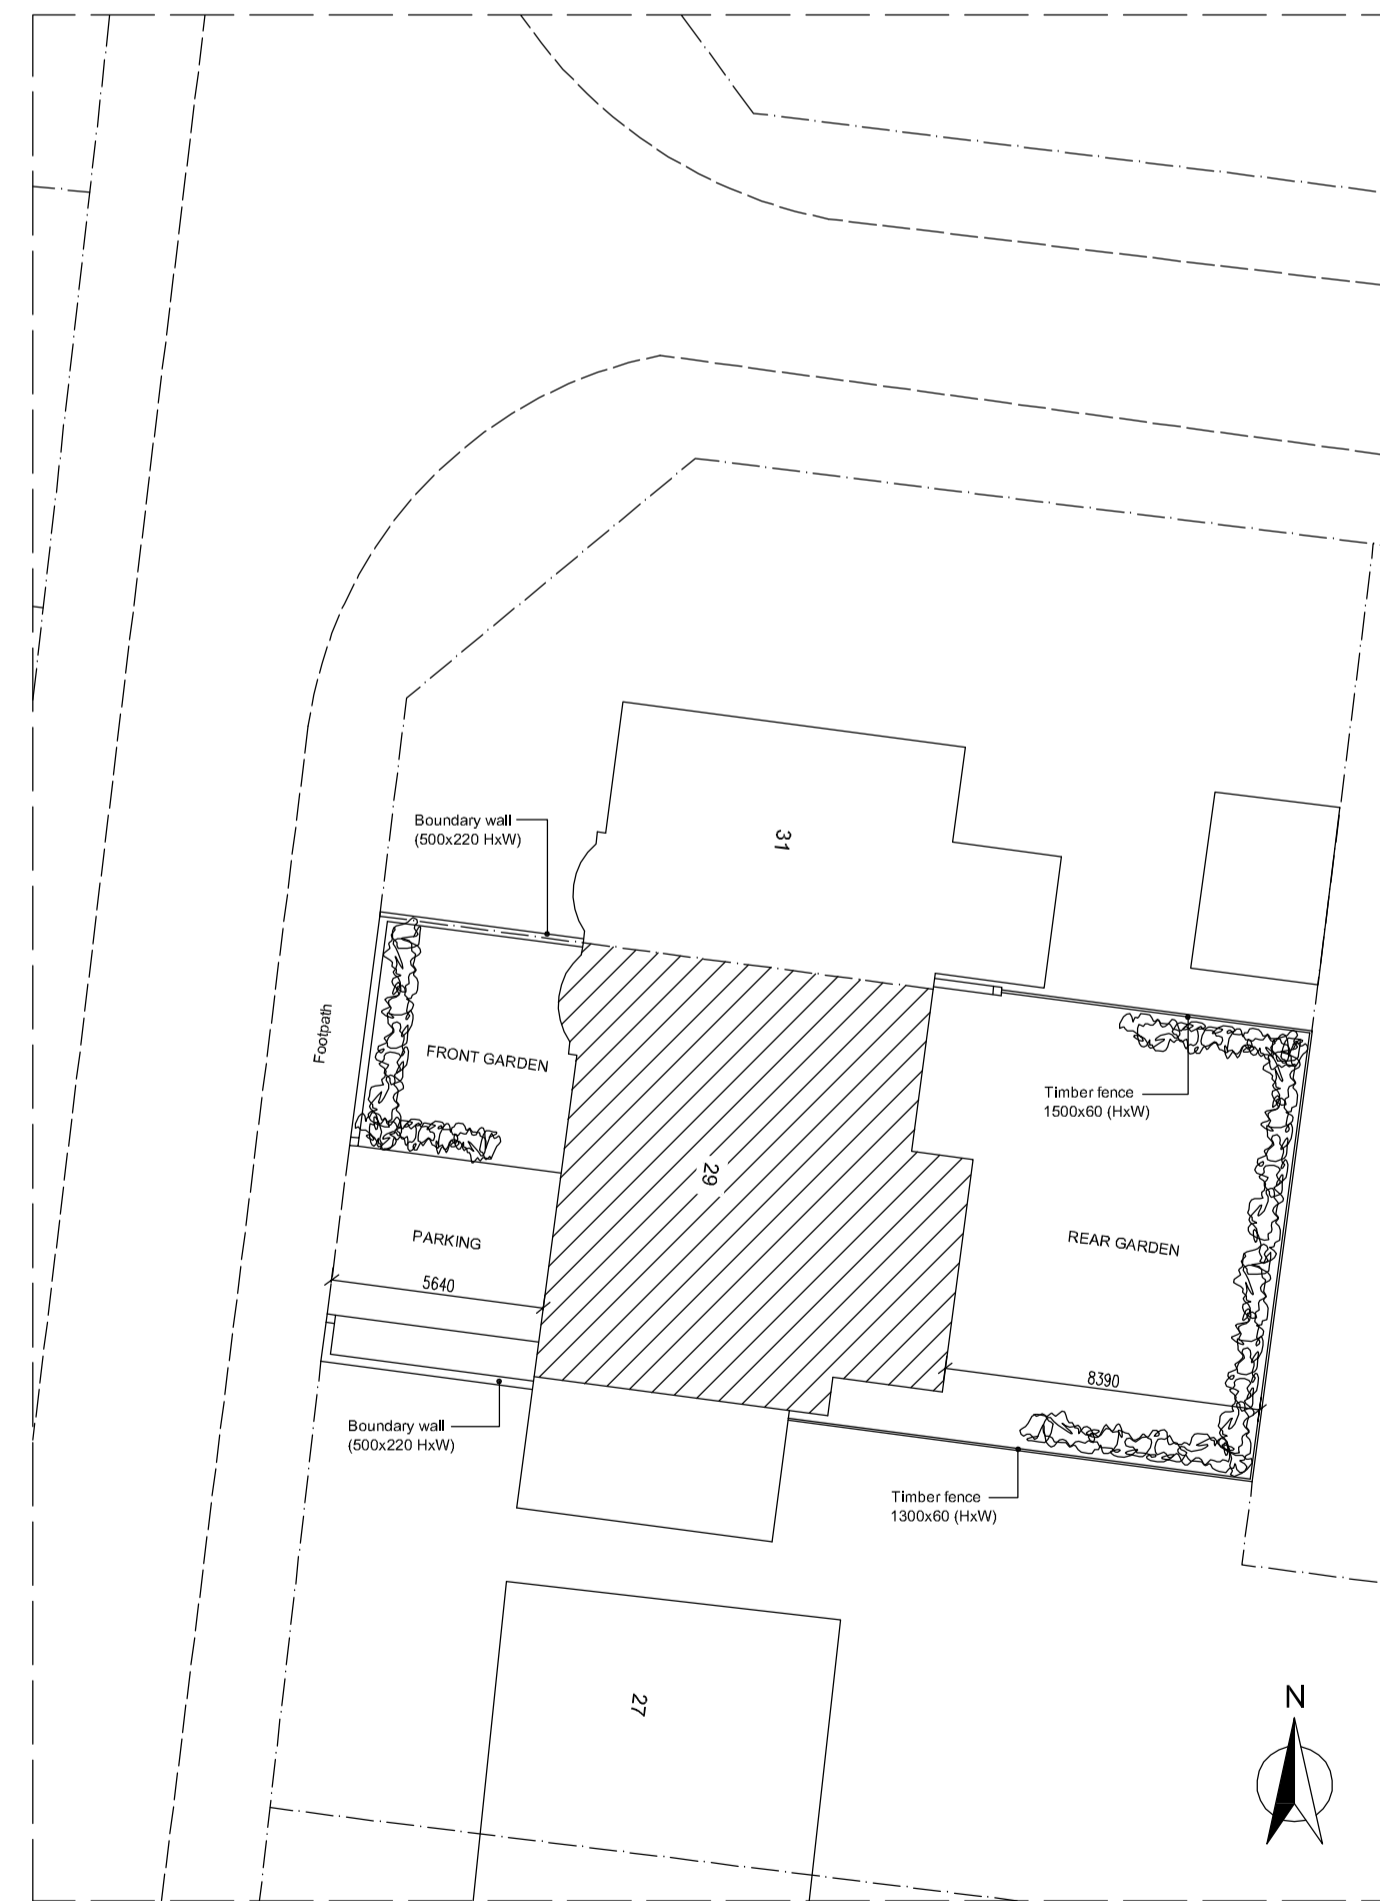 31
Boundary wall
(500x220 HxW)
Footpath
FRONT GARDEN
Timber fence
1500x60 (HxW)
29
PARKING
REAR GARDEN
5640
8390
Boundary wall
(500x220 HxW)
Timber fence
1300x60 (HxW)
27
N